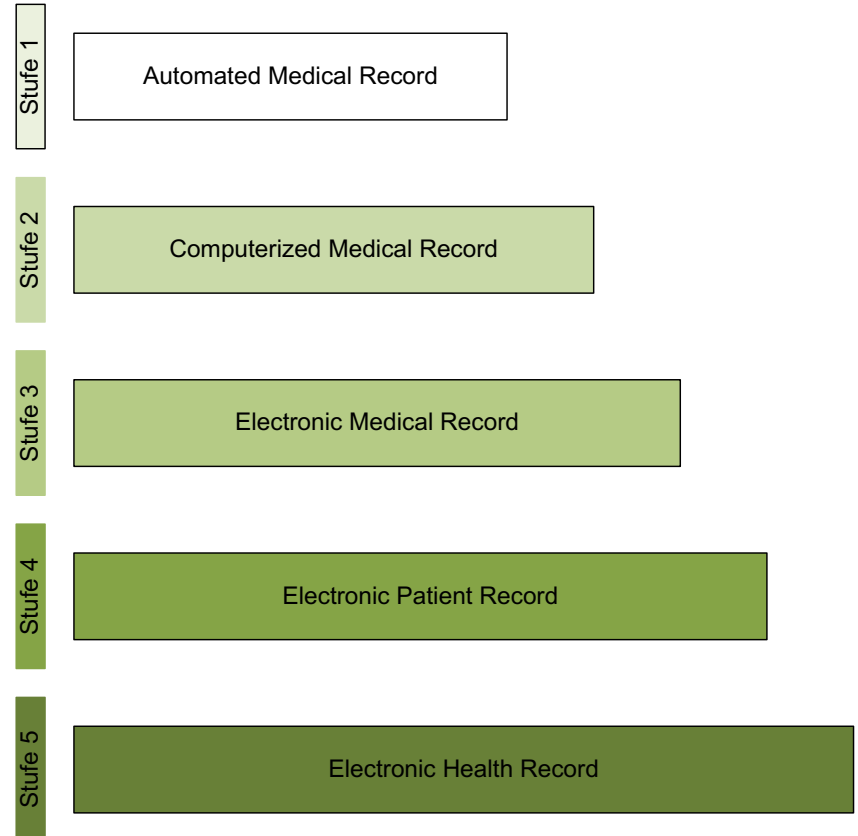 Stufe 1
Automated Medical Record
Stufe 2
Computerized Medical Record
Stufe 3
Electronic Medical Record
Stufe 4
Electronic Patient Record
Stufe 5
Electronic Health Record